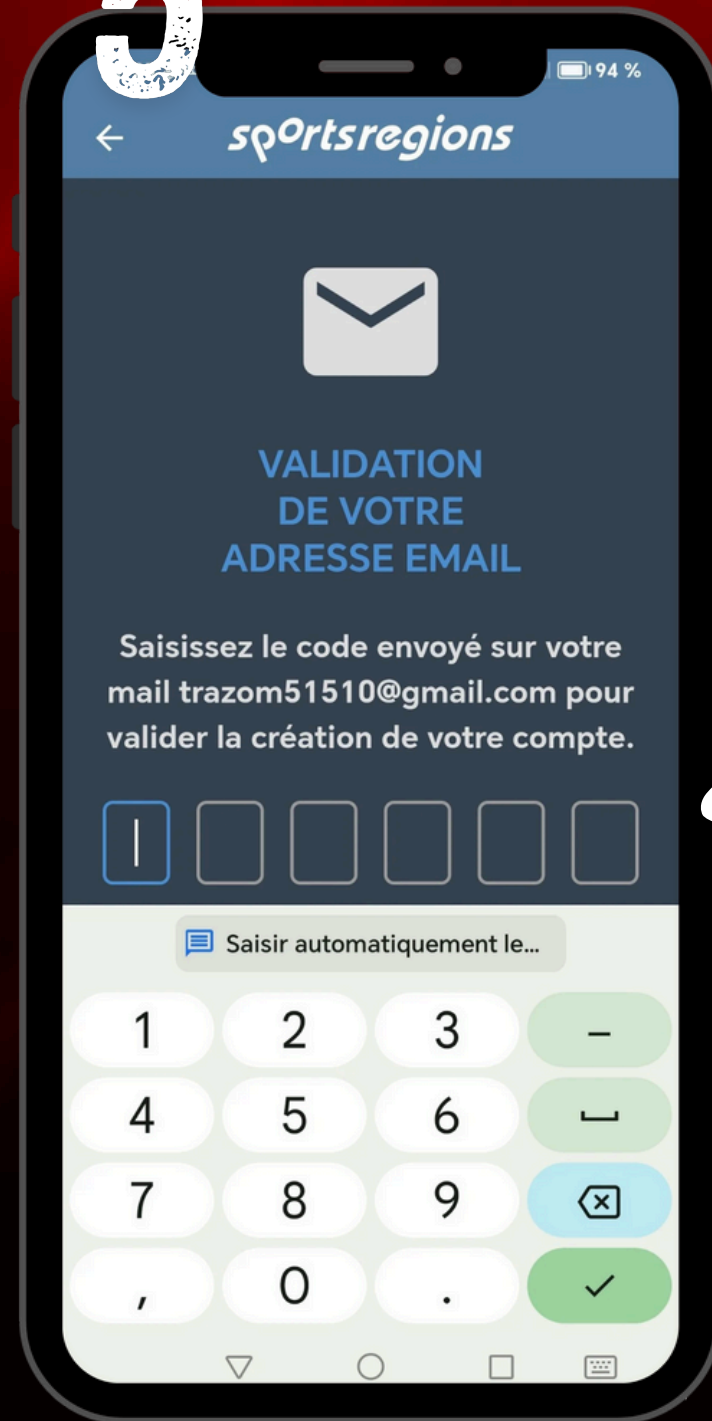 5
94 %
sportsregions
VALIDATION
DE VOTRE
ADRESSE EMAIL
Saisissez le code envoyé sur votre
mail trazom51510@gmail.com pour
valider la création de votre compte.
Saisir automatiquement le...
1 2 3 –
4 5 6
7 8 9
, 0 .